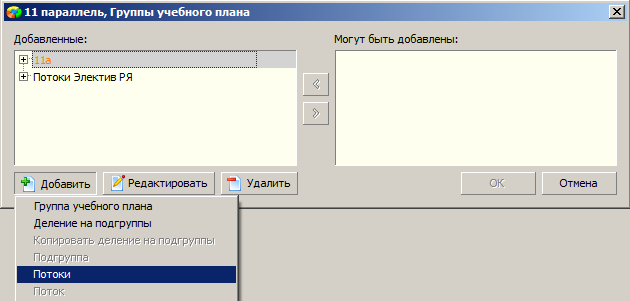 11 параллель, Группы учебного плана
Добавленные:
Могут быть добавлены:
11а
Потоки Электив РЯ
Добавить
Редактировать
Удалить
OK
Отмена
Группа учебного плана
Деление на подгруппы
Копировать деление на подгруппы
Подгруппа
Потоки
Поток